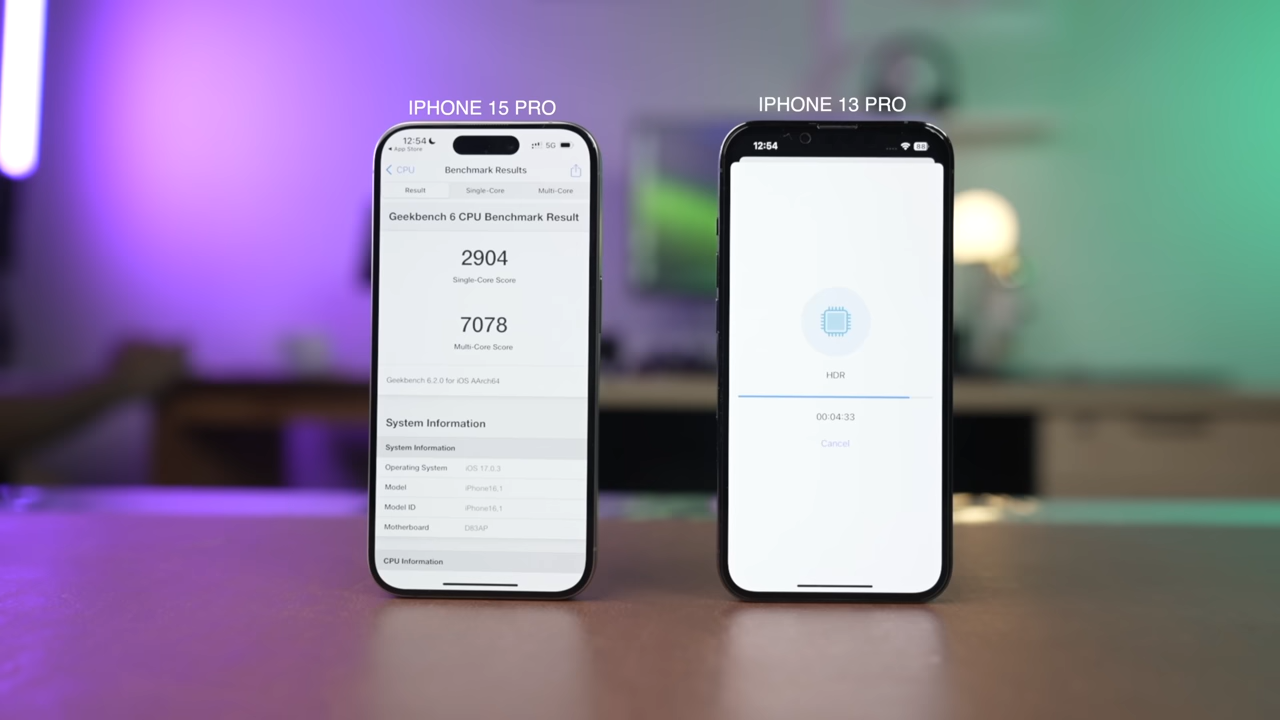 IPHONE 15 PRO
12:54
App Store
5G
CPU
Benchmark Results
Result Single-Core Multi-Core
Geekbench 6 CPU Benchmark Result
2904
Single-Core Score
7078
Multi-Core Score
Geekbench 6.2.0 for iOS AArch64
System Information
System Information
Operating System iOS 17.0.3
Model iPhone16,1
Model ID iPhone16,1
Motherboard D83AP
CPU Information
IPHONE 13 PRO
12:54
88
HDR
00:04:33
Cancel